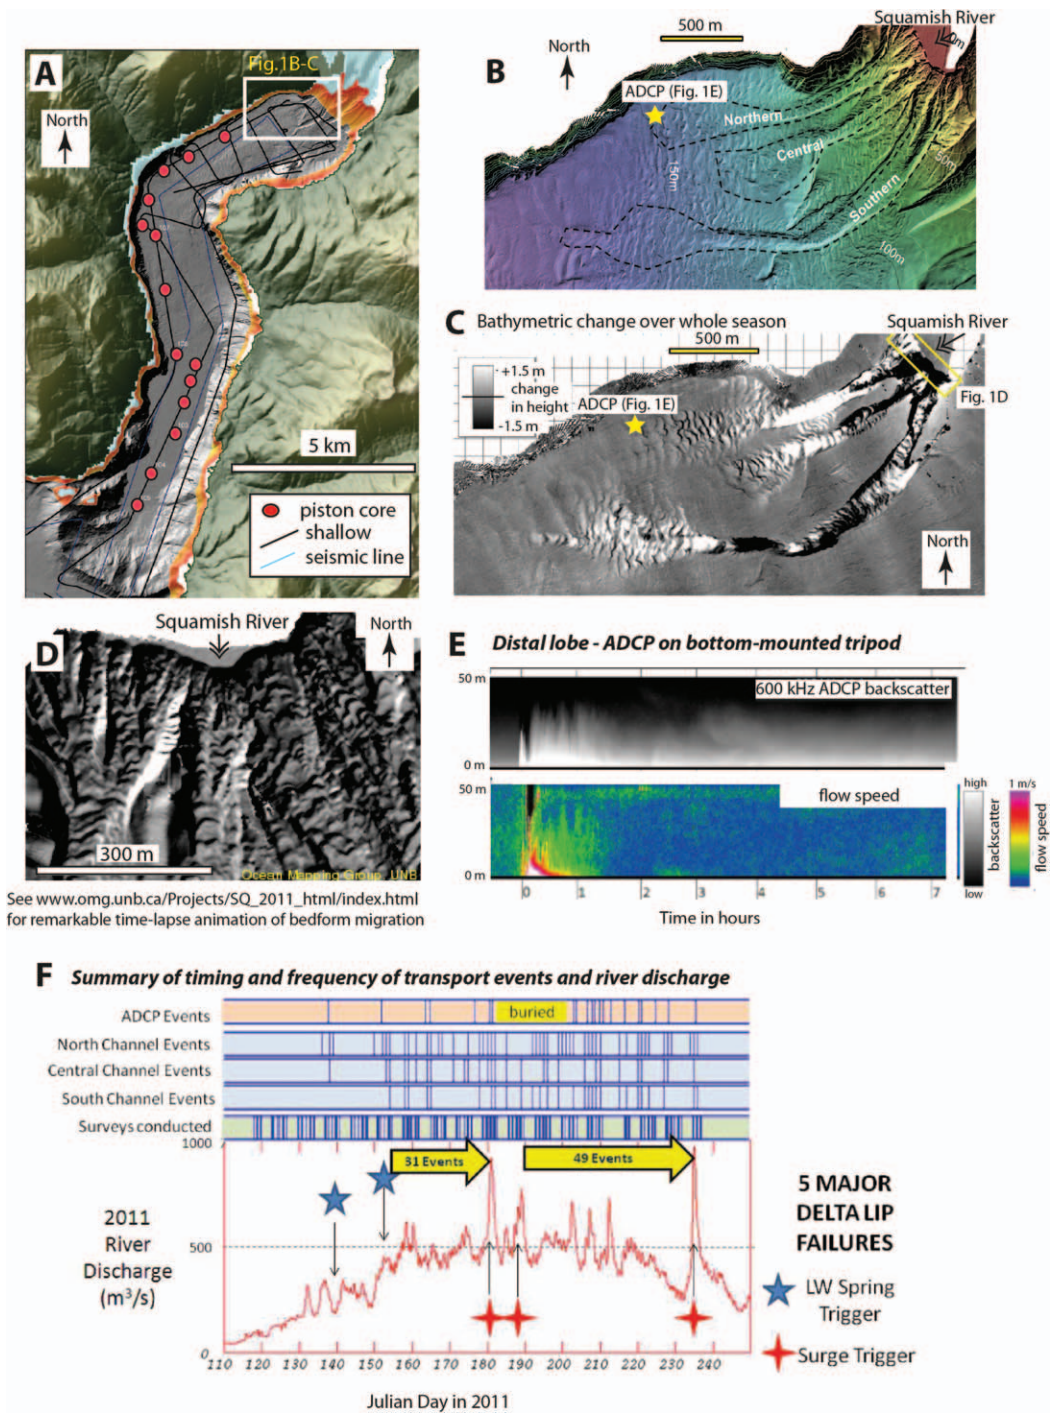 A
Fig.1B-C
North
5 km
piston core
shallow
seismic line
B
500 m
Squamish River
0m
North
ADCP (Fig. 1E)
Northern
Central
Southern
150m
50m
100m
C Bathymetric change over whole season
Squamish River
500 m
+1.5 m
change
in height
-1.5 m
ADCP (Fig. 1E)
Fig. 1D
North
D
Squamish River
North
300 m
Ocean Mapping Group UNB
See www.omg.unb.ca/Projects/SQ_2011_html/index.html
for remarkable time-lapse animation of bedform migration
E Distal lobe - ADCP on bottom-mounted tripod
50 m
600 kHz ADCP backscatter
0 m
50 m
flow speed
0 m
0 1 2 3 4 5 6 7
Time in hours
high
backscatter
low
1 m/s
flow speed
0
F Summary of timing and frequency of transport events and river discharge
ADCP Events
buried
North Channel Events
Central Channel Events
South Channel Events
Surveys conducted
1000
31 Events
49 Events
2011
River
Discharge
(m³/s)
500
0
110 120 130 140 150 160 170 180 190 200 210 220 230 240
Julian Day in 2011
5 MAJOR
DELTA LIP
FAILURES
LW Spring
Trigger
Surge Trigger